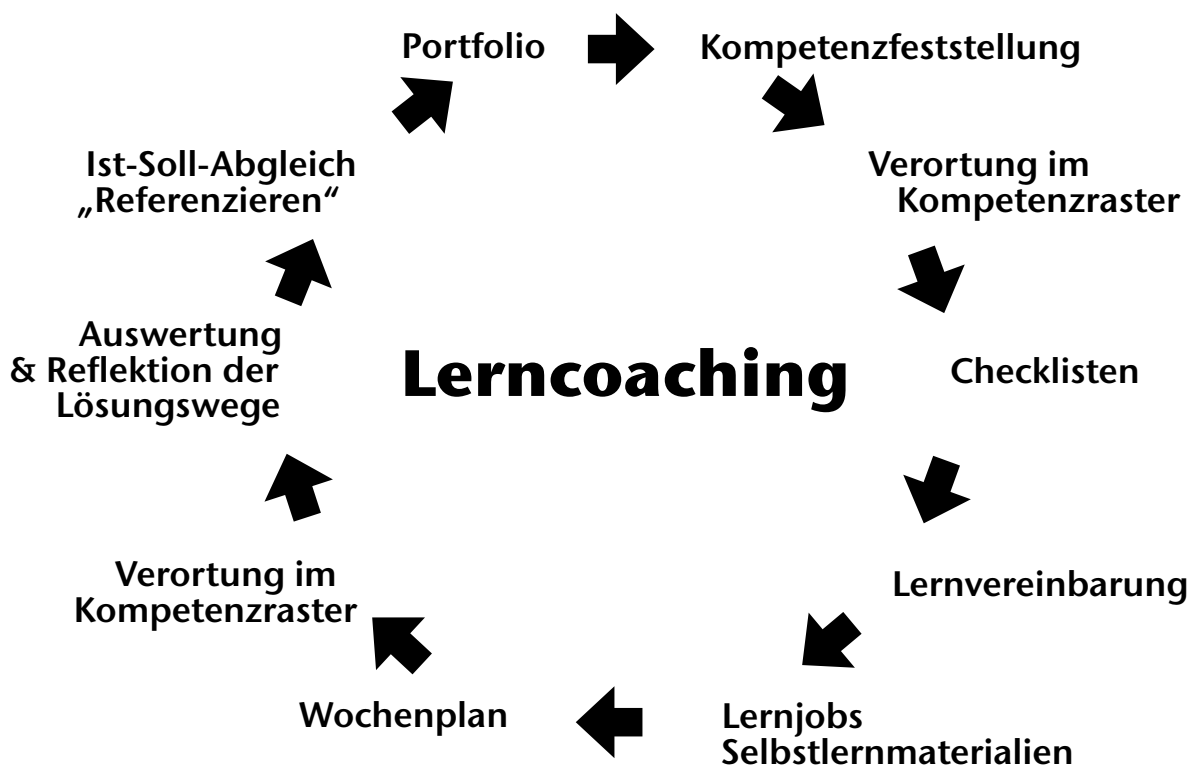 Portfolio
Kompetenzfeststellung
Verortung im
Kompetenzraster
Checklisten
Lernvereinbarung
Lernjobs
Selbstlernmaterialien
Wochenplan
Verortung im
Kompetenzraster
Auswertung
& Reflektion der
Lösungswege
Ist-Soll-Abgleich
„Referenzieren“
Lerncoaching